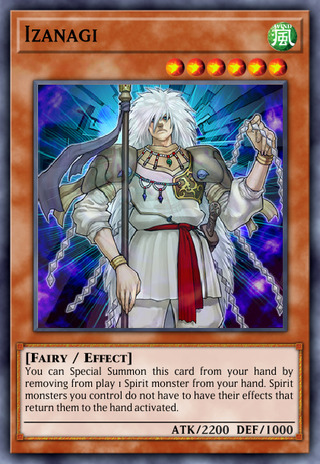 Izanagi
WIND
風
[Fairy / Effect]
You can Special Summon this card from your hand by
removing from play 1 Spirit monster from your hand. Spirit
monsters you control do not have to have their effects that
return them to the hand activated.
ATK/2200 DEF/1000